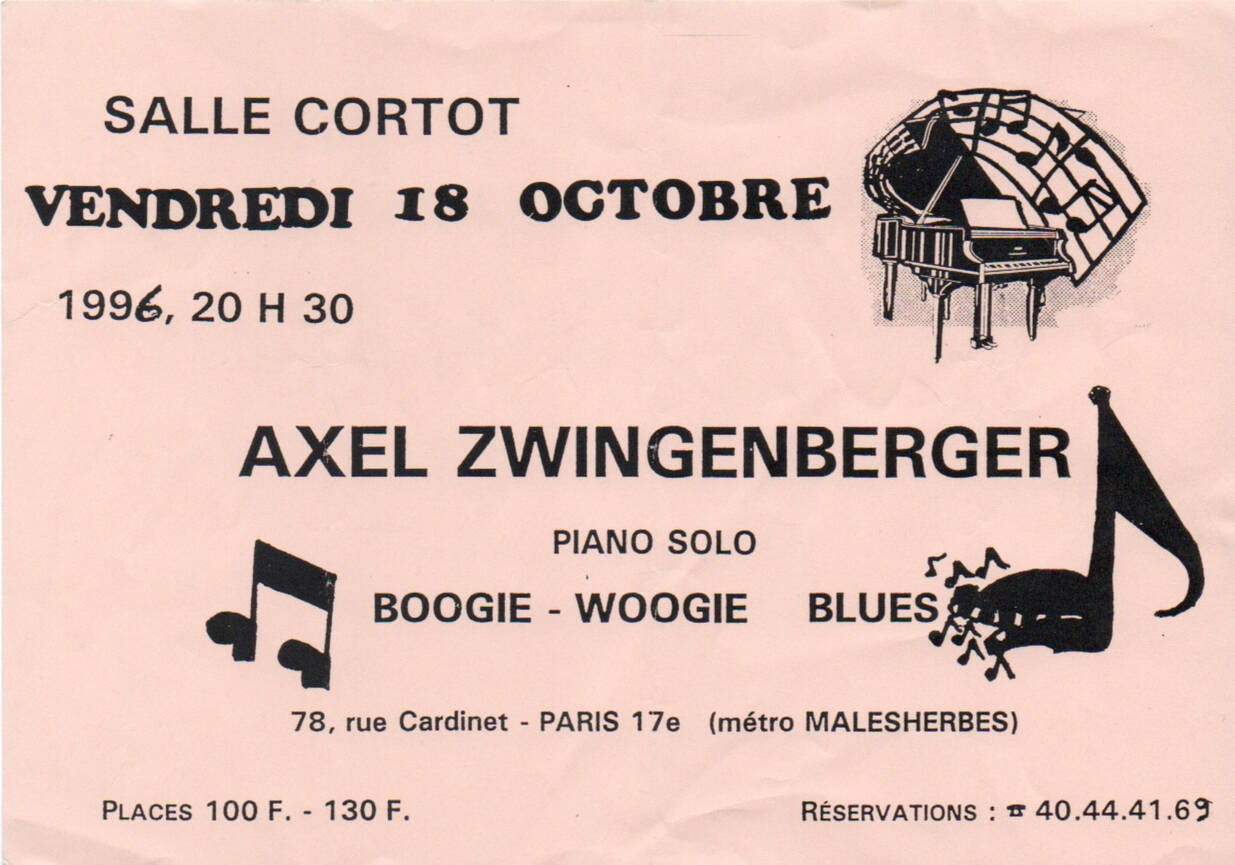 SALLE CORTOT
VENDREDI 18 OCTOBRE
1996, 20 H 30
AXEL ZWINGENBERGER
PIANO SOLO
BOOGIE - WOOGIE BLUES
78, rue Cardinet - PARIS 17e (métro MALESHERBES)
PLACES 100 F. - 130 F.
RÉSERVATIONS : ☎ 40.44.41.69